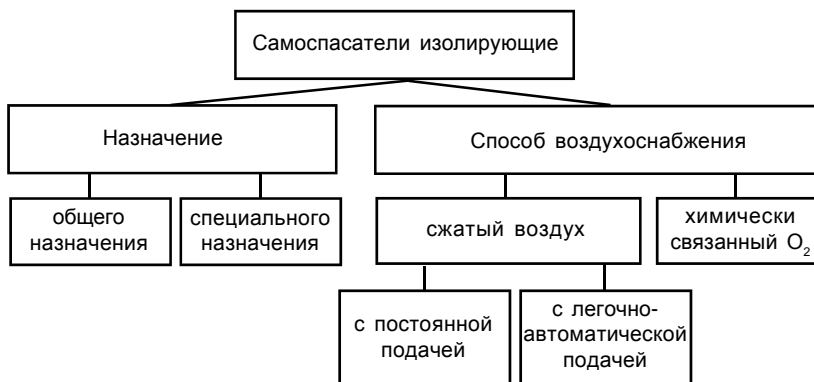 Самоспасатели изолирующие
Назначение
Способ воздухоснабжения
общего
назначения
специального
назначения
сжатый воздух
химически
связанный O₂
с постоянной
подачей
с легочно-
автоматической
подачей